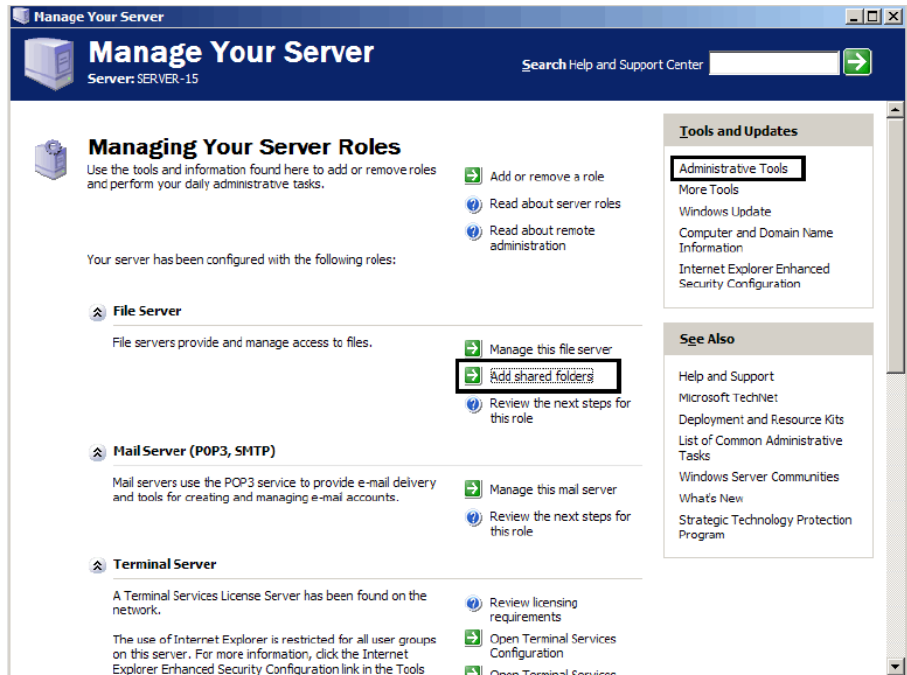 Manage Your Server
Manage Your Server
Server: SERVER-15
Search Help and Support Center
Managing Your Server Roles
Use the tools and information found here to add or remove roles
and perform your daily administrative tasks.
Add or remove a role
Read about server roles
Read about remote
administration
Your server has been configured with the following roles:
File Server
File servers provide and manage access to files.
Manage this file server
Add shared folders
Review the next steps for
this role
Mail Server (POP3, SMTP)
Mail servers use the POP3 service to provide e-mail delivery
and tools for creating and managing e-mail accounts.
Manage this mail server
Review the next steps for
this role
Terminal Server
A Terminal Services License Server has been found on the
network.
The use of Internet Explorer is restricted for all user groups
on this server. For more information, click the Internet
Explorer Enhanced Security Configuration link in the Tools
Review licensing
requirements
Open Terminal Services
Configuration
Open Terminal Services
Tools and Updates
Administrative Tools
More Tools
Windows Update
Computer and Domain Name
Information
Internet Explorer Enhanced
Security Configuration
See Also
Help and Support
Microsoft TechNet
Deployment and Resource Kits
List of Common Administrative
Tasks
Windows Server Communities
What's New
Strategic Technology Protection
Program